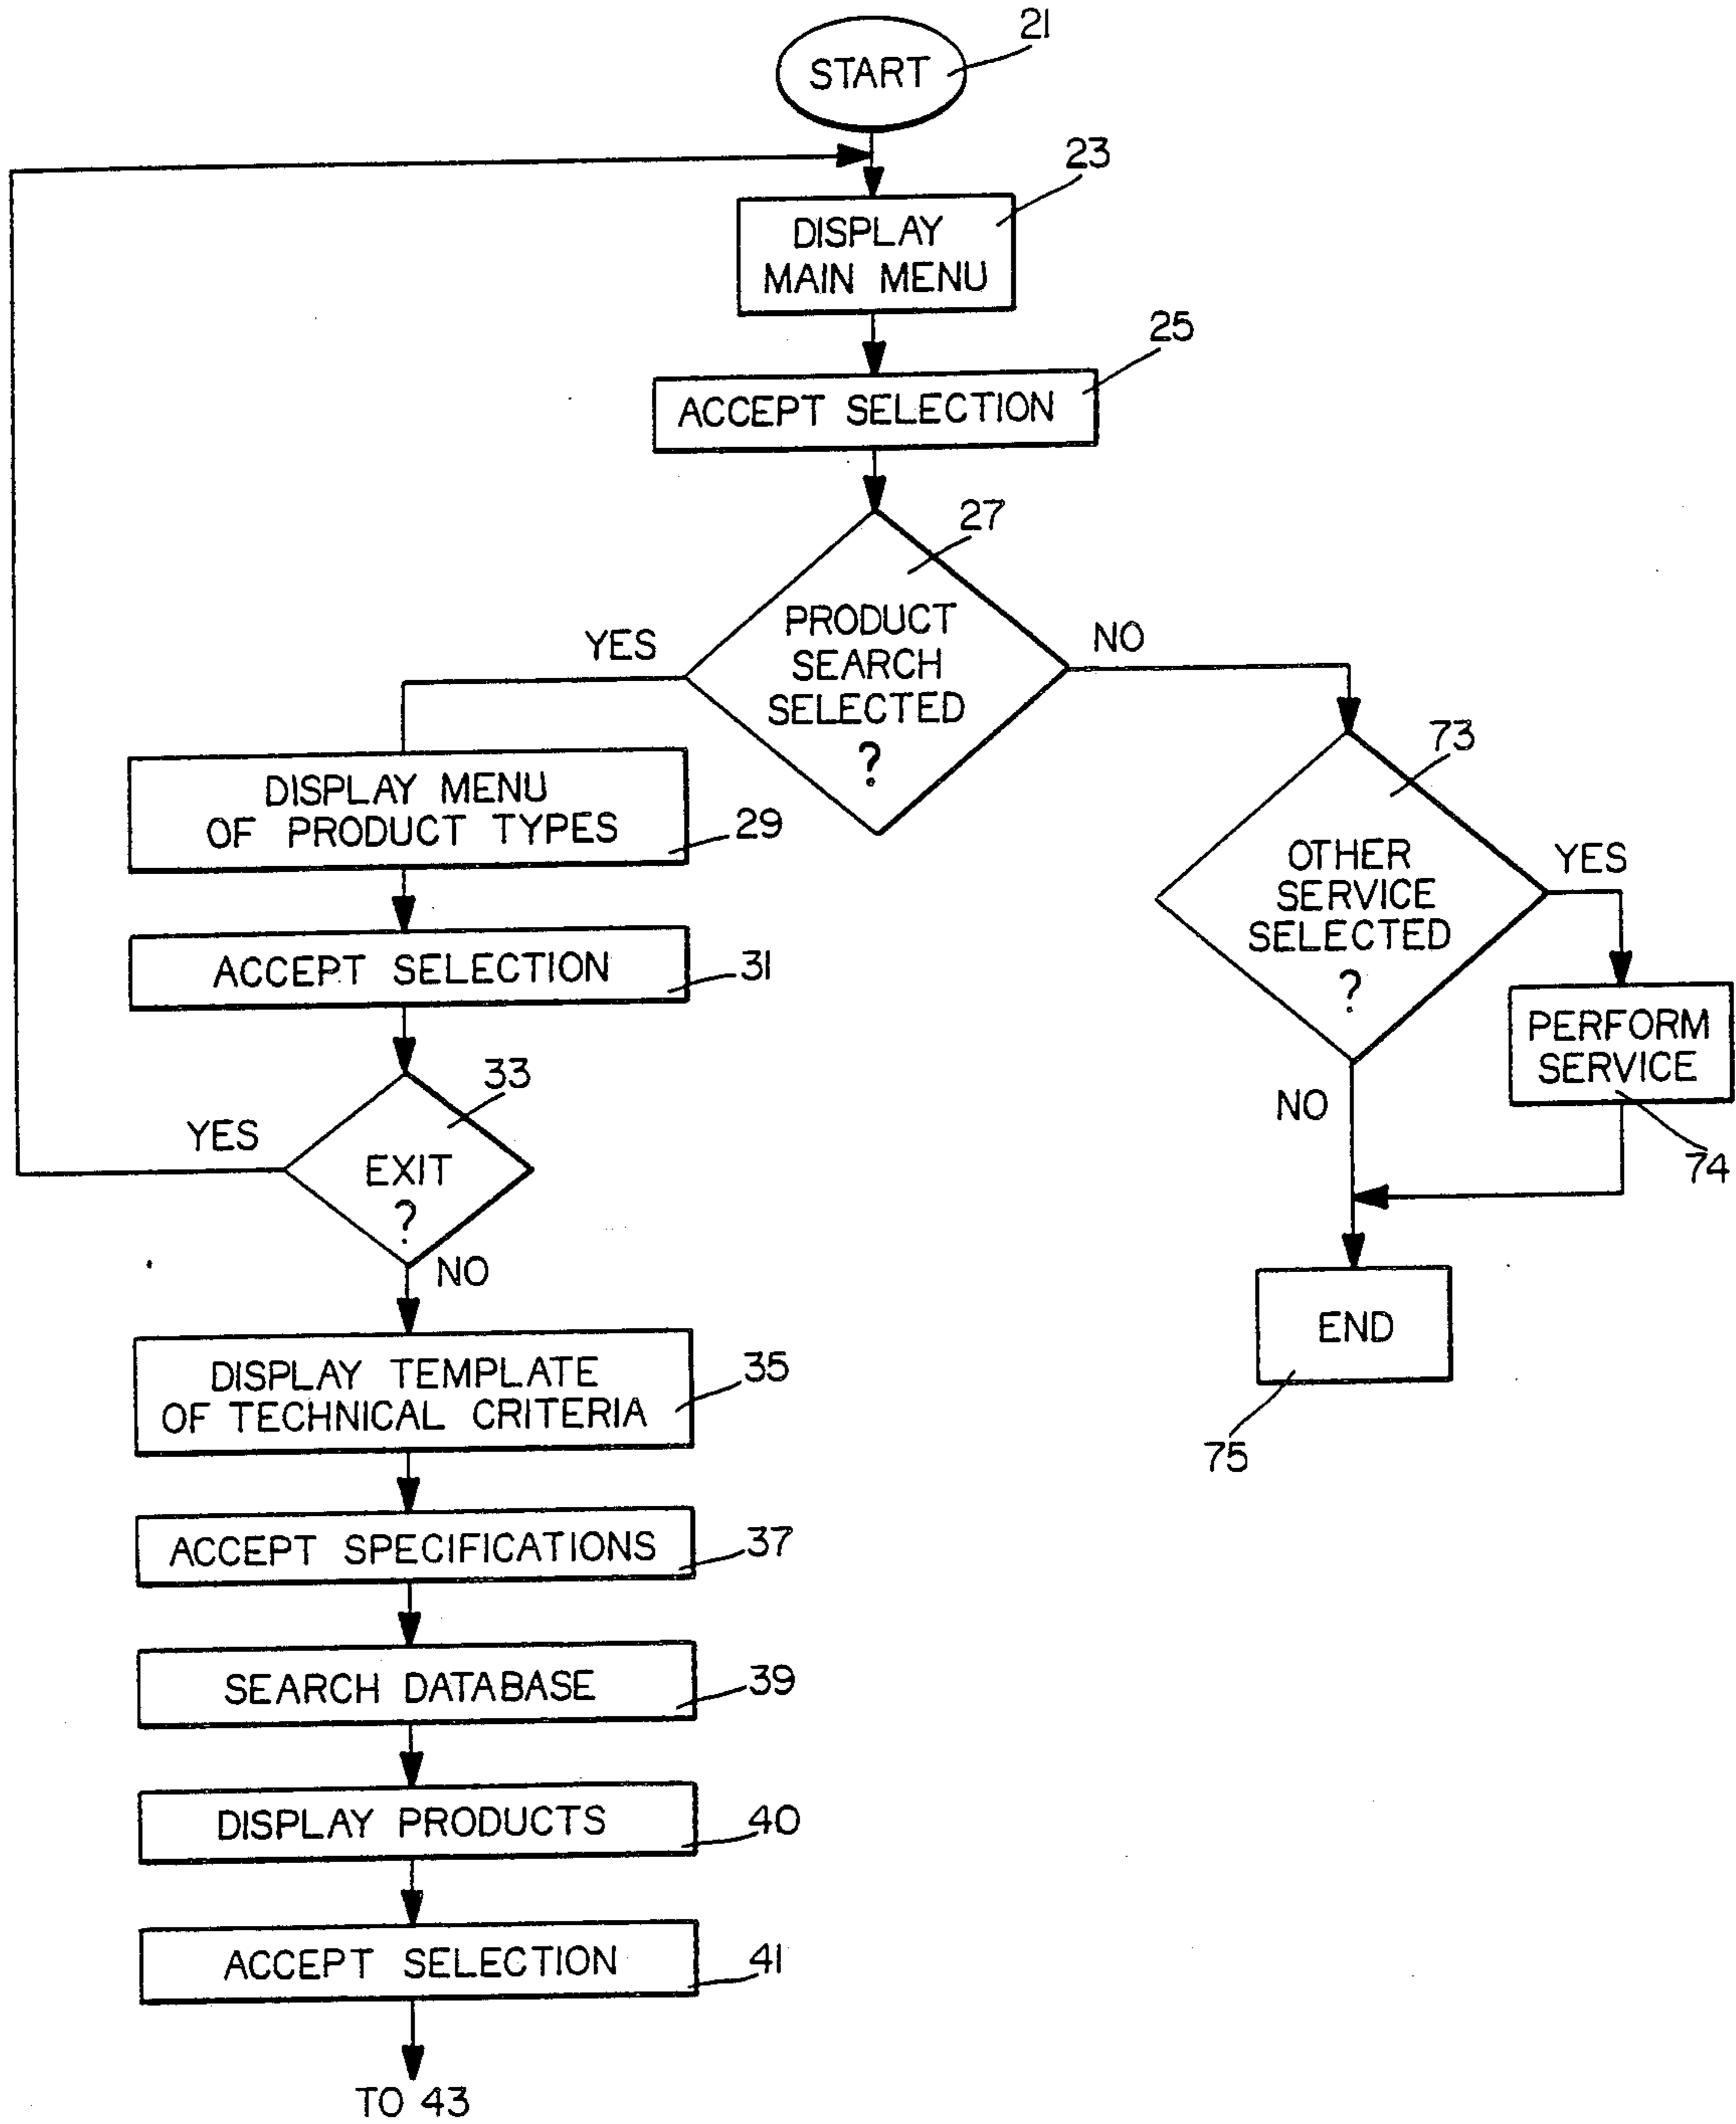 START
21
23
DISPLAY
MAIN MENU
25
ACCEPT SELECTION
27
PRODUCT
SEARCH
SELECTED
?
YES
NO
DISPLAY MENU
OF PRODUCT TYPES
29
ACCEPT SELECTION
31
33
EXIT
?
YES
NO
DISPLAY TEMPLATE
OF TECHNICAL CRITERIA
35
ACCEPT SPECIFICATIONS
37
SEARCH DATABASE
39
DISPLAY PRODUCTS
40
ACCEPT SELECTION
41
TO 43
73
OTHER
SERVICE
SELECTED
?
YES
NO
PERFORM
SERVICE
74
END
75